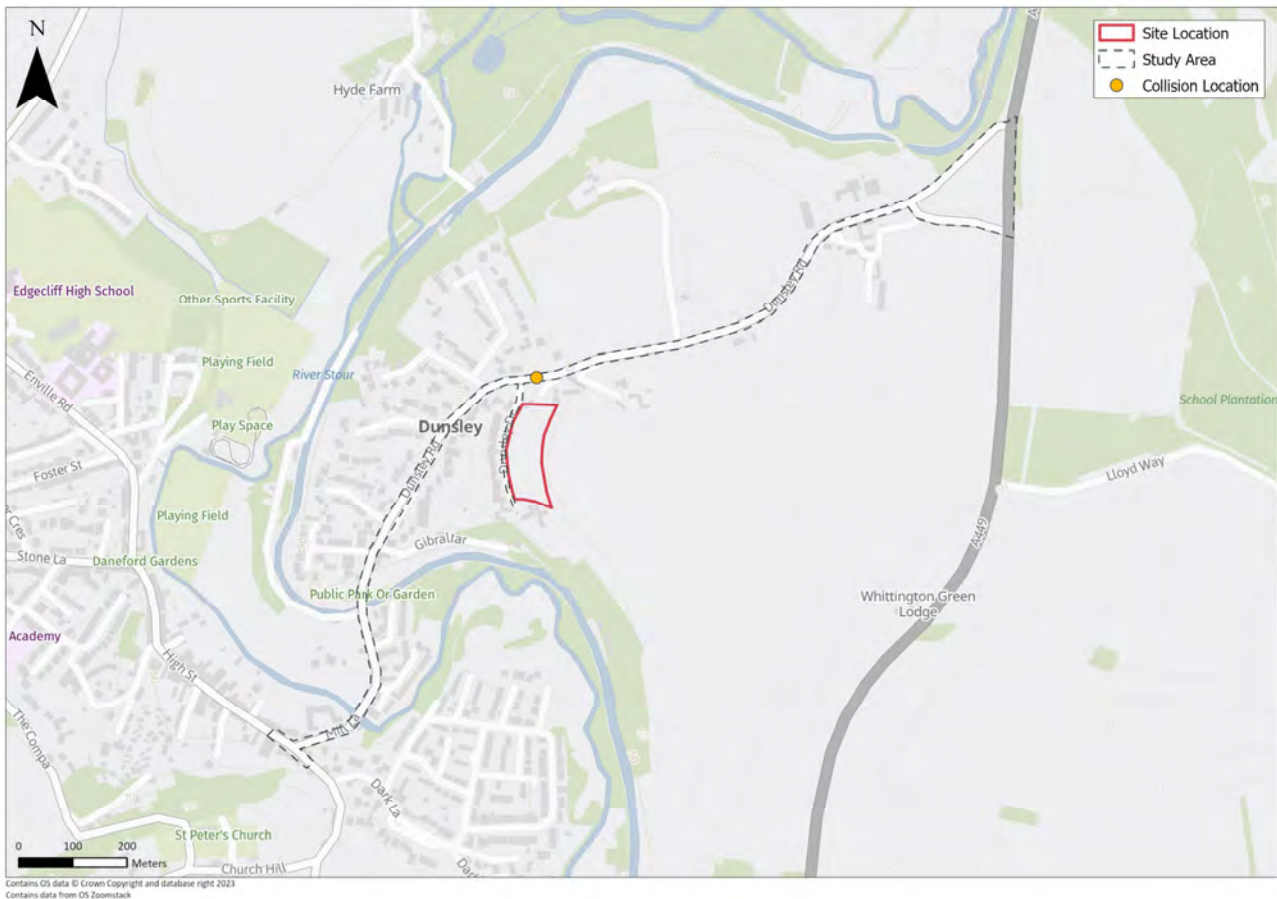 N
Site Location
Study Area
Collision Location
Hyde Farm
Edgecliff High School
Other Sports Facility
Playing Field
River Stour
Enville Rd
Play Space
Dunsley
Dunsley Rd
Dunsley Rd
Foster St
Playing Field
Cres
Stone La
Daneford Gardens
Gibraltar
Public Park Or Garden
Academy
High St
Mill La
The Compa
Dark La
St Peter's Church
Church Hill
School Plantation
Lloyd Way
A449
Whittington Green
Lodge
0 100 200
Meters
Contains OS data © Crown Copyright and database right 2023
Contains data from OS Zoomstack